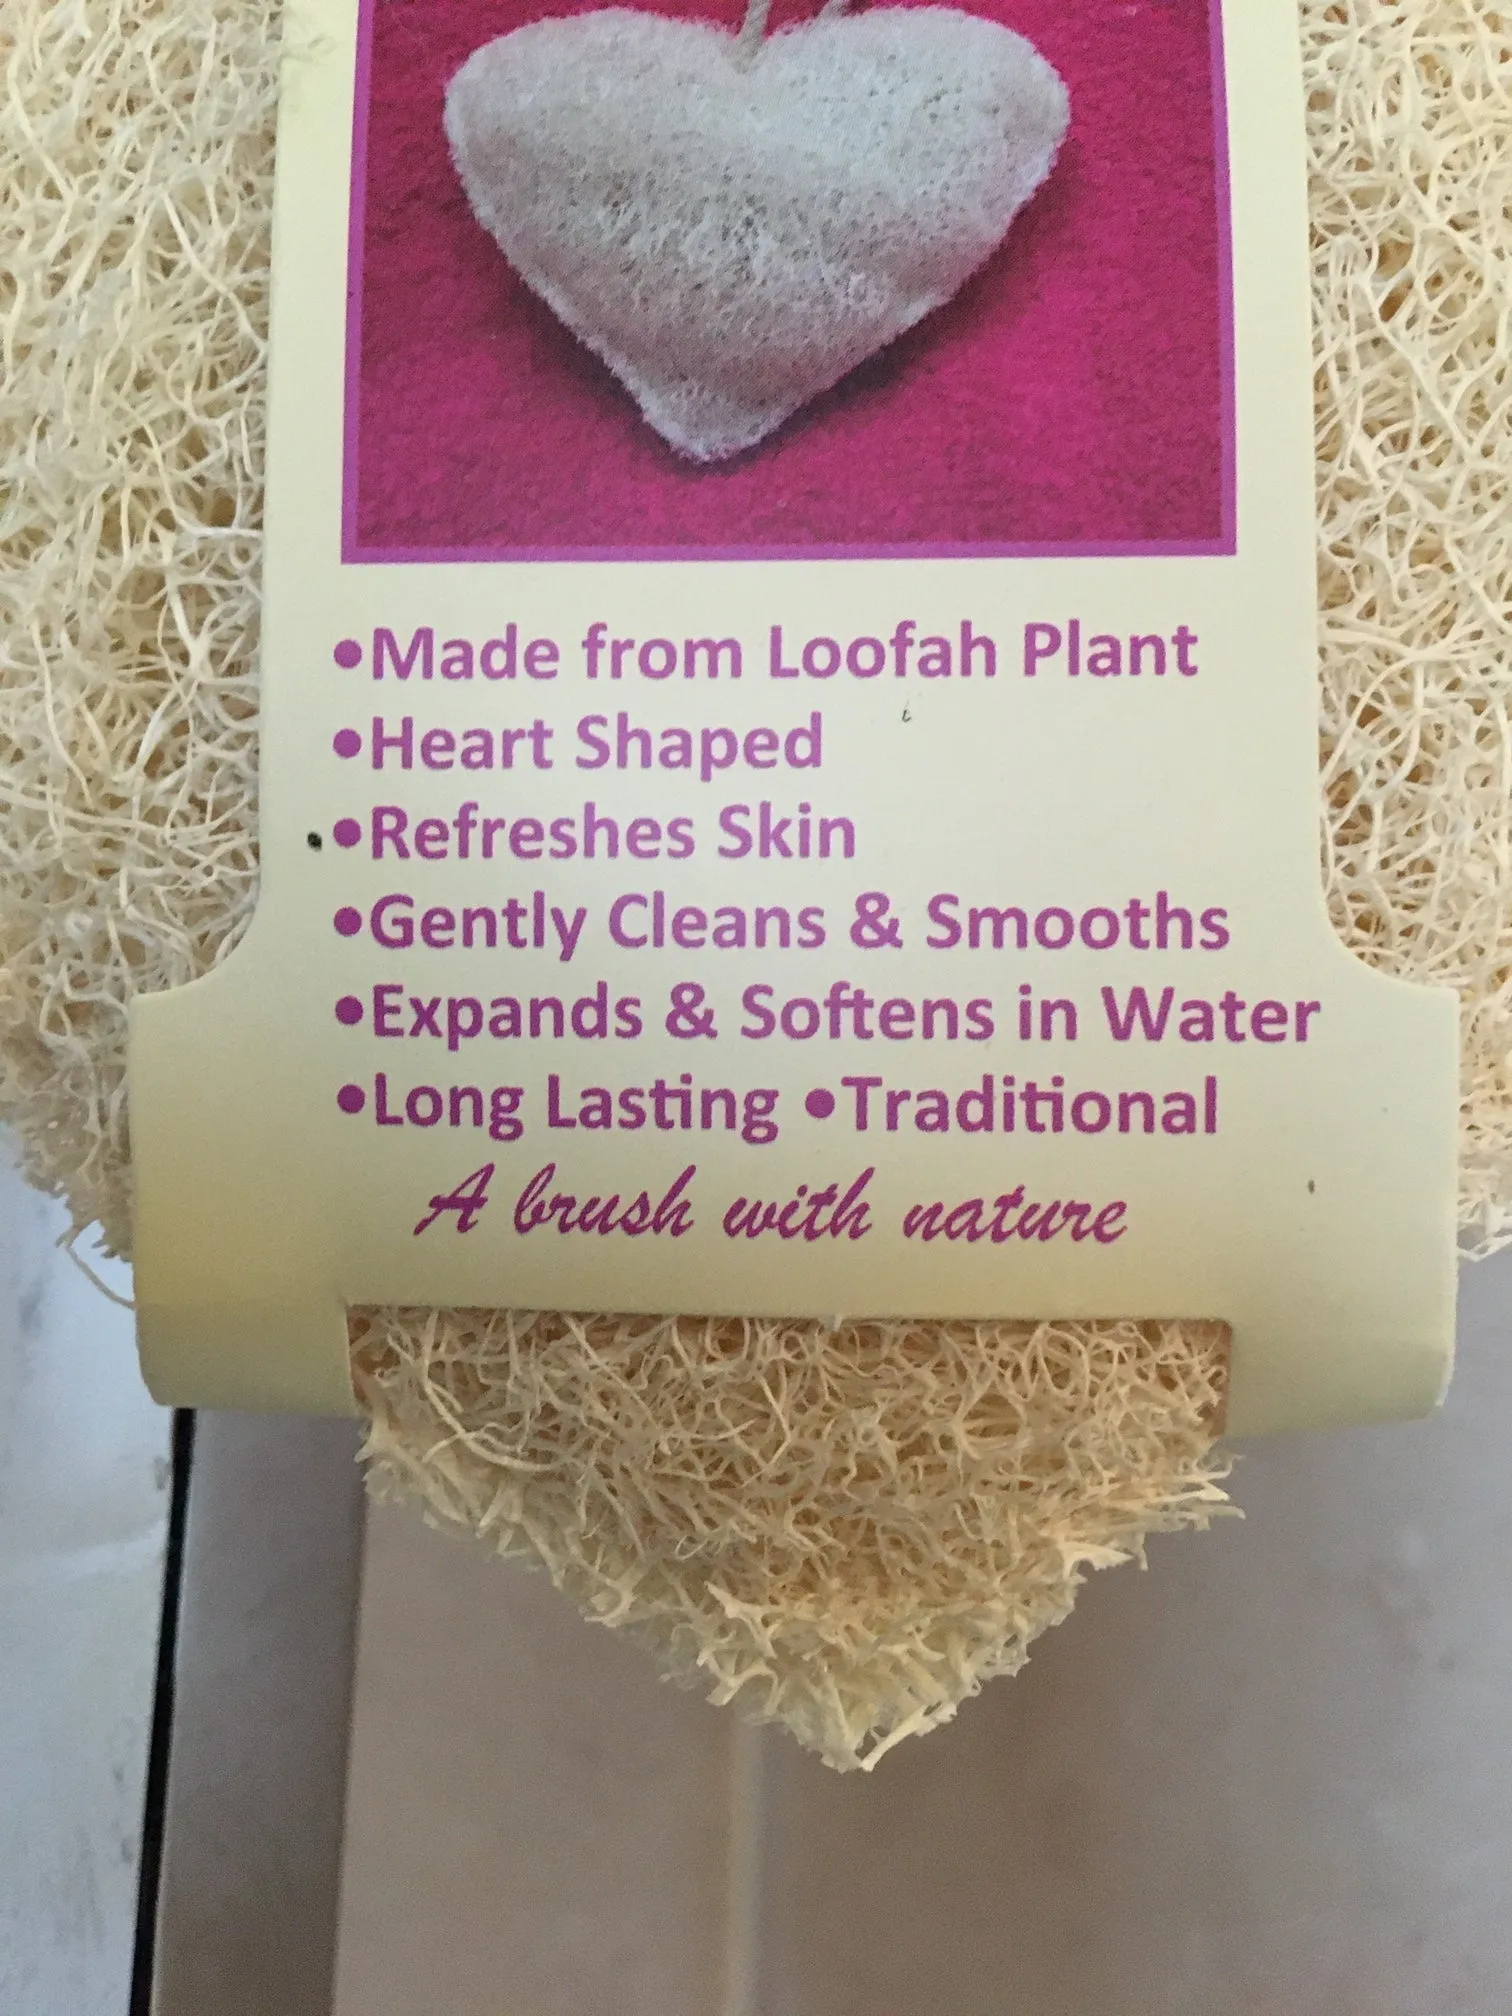 •Made from Loofah Plant
•Heart Shaped
•Refreshes Skin
•Gently Cleans & Smooths
•Expands & Softens in Water
•Long Lasting •Traditional
A brush with nature